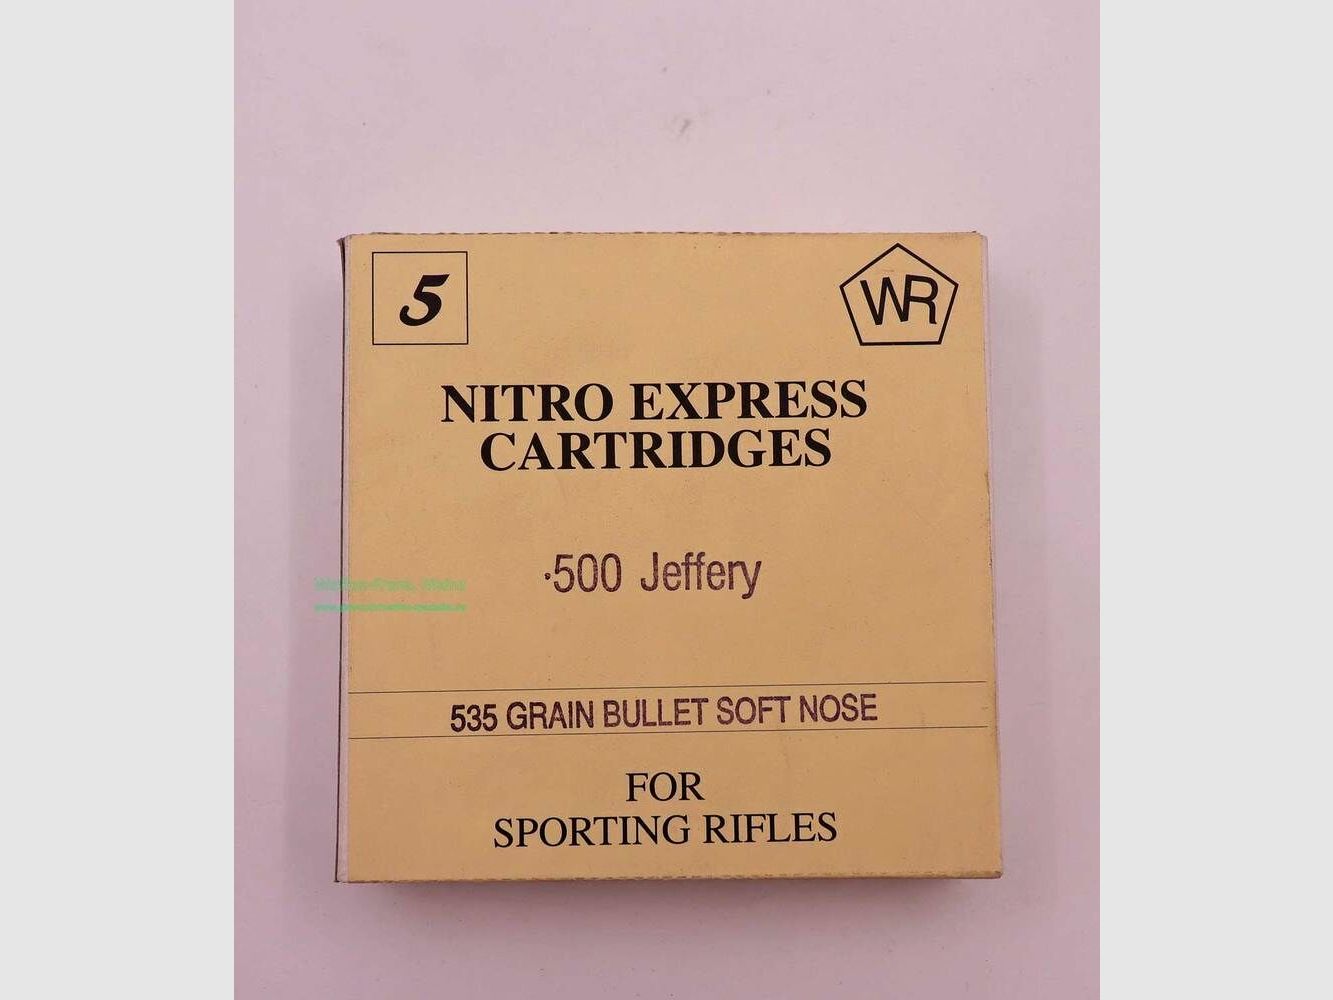 5
WR
NITRO EXPRESS
CARTRIDGES
.500 Jeffery
535 GRAIN BULLET SOFT NOSE
FOR
SPORTING RIFLES